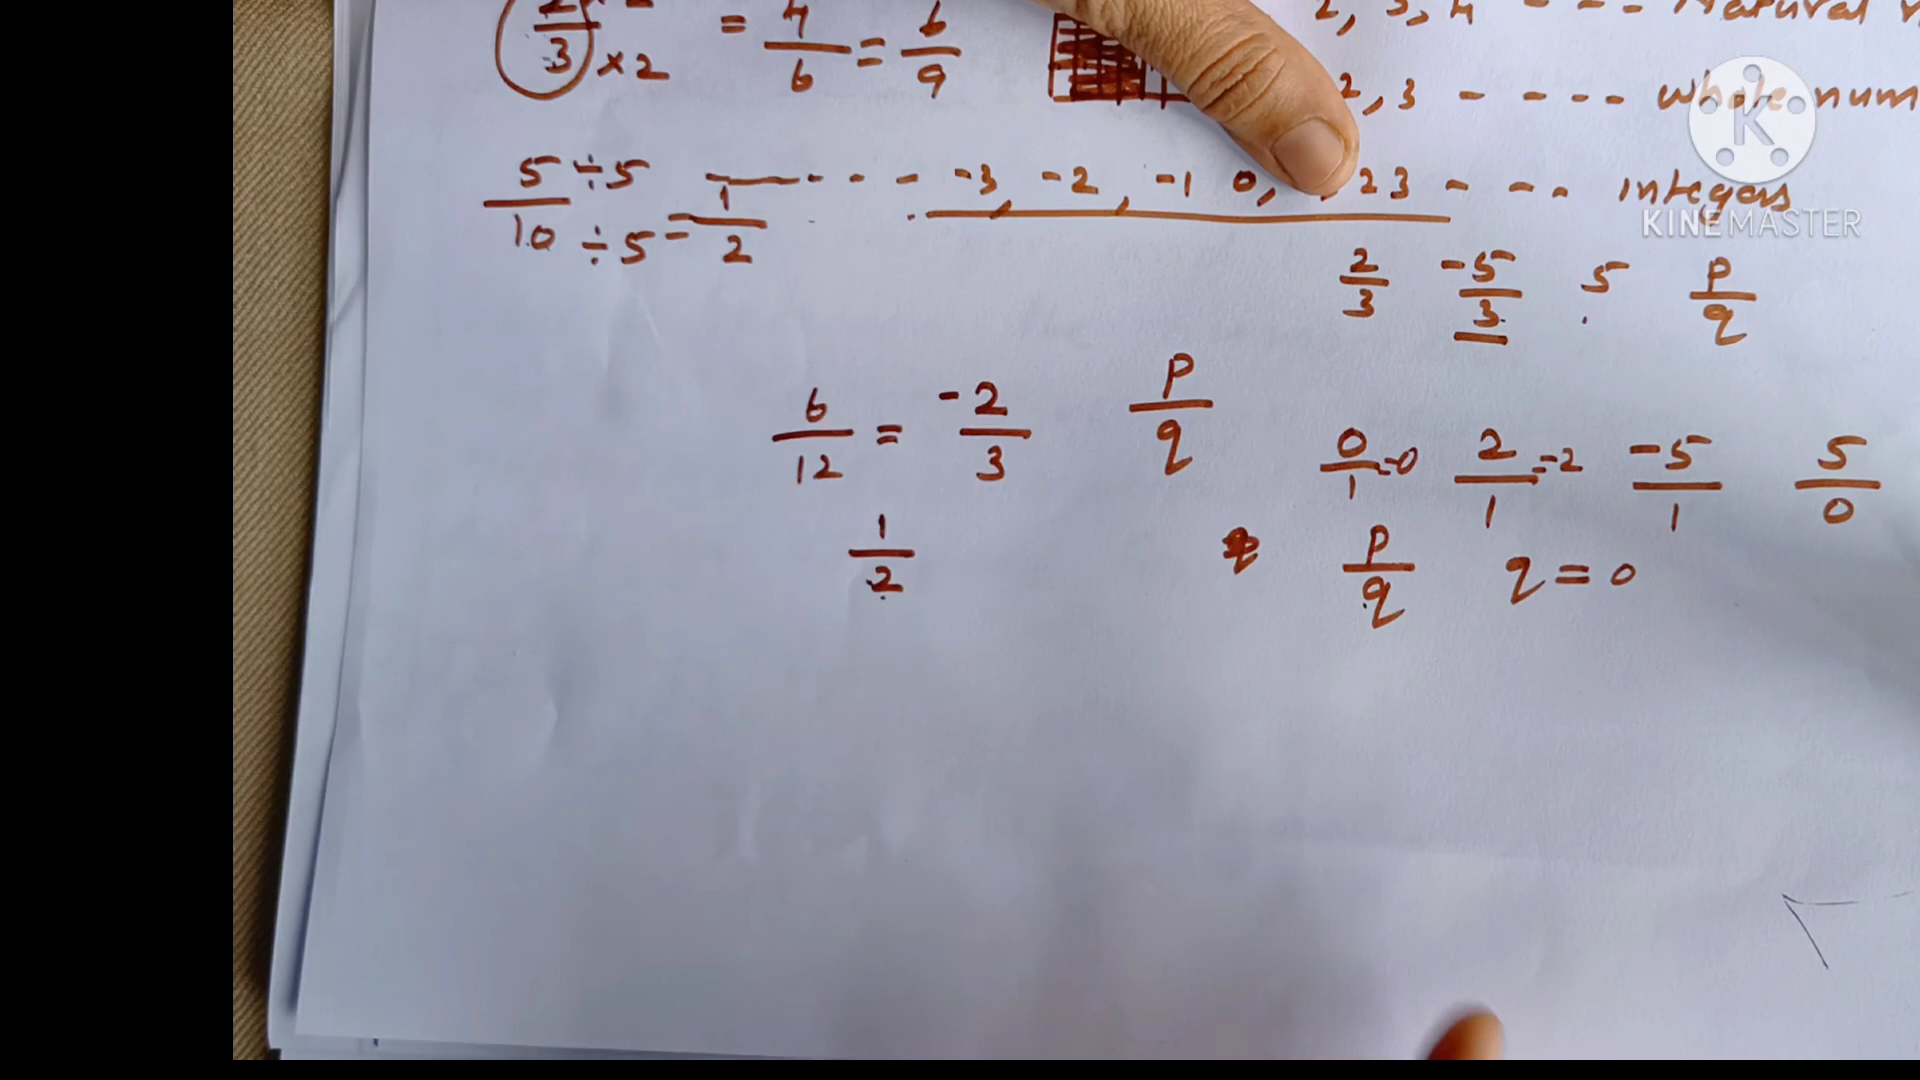 2/3 × 2 = 4/6 = 6/9
2, 3, 4 - - - Natural
2, 3 - - - - - whole num
5/10 ÷5/÷5 = 1/2
- - - - -3, -2, -1 0, 2 3 - - - - integers
KINEMASTER
2/3 -5/3 5 p/q
6/12 = -2/3 p/q
0/1=0 2/1=2 -5/1 5/0
1/2
p/q q=0